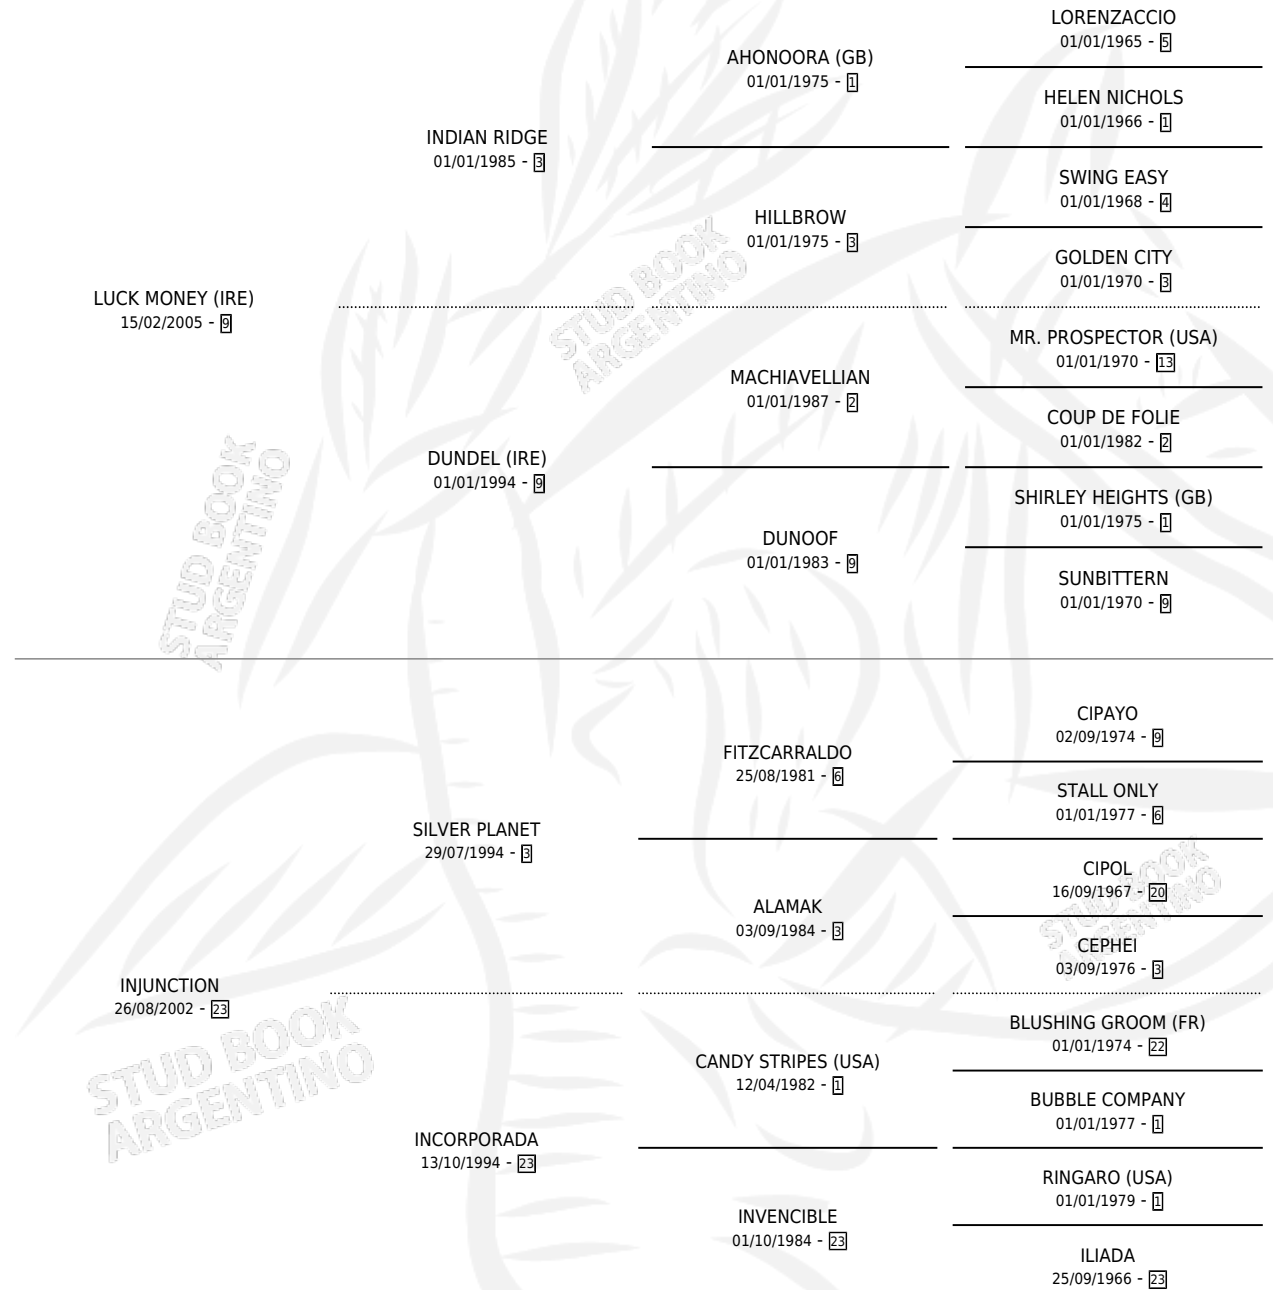 LORENZACCIO
01/01/1965 - 5
AHONOORA (GB)
01/01/1975 - 1
HELEN NICHOLS
01/01/1966 - 1
INDIAN RIDGE
01/01/1985 - 3
SWING EASY
01/01/1968 - 4
HILLBROW
01/01/1975 - 3
GOLDEN CITY
01/01/1970 - 3
LUCK MONEY (IRE)
15/02/2005 - 9
MR. PROSPECTOR (USA)
01/01/1970 - 13
MACHIAVELLIAN
01/01/1987 - 2
COUP DE FOLIE
01/01/1982 - 2
DUNDEL (IRE)
01/01/1994 - 9
SHIRLEY HEIGHTS (GB)
01/01/1975 - 1
DUNOOF
01/01/1983 - 9
SUNBITTERN
01/01/1970 - 9
CIPAYO
02/09/1974 - 9
FITZCARRALDO
25/08/1981 - 6
STALL ONLY
01/01/1977 - 6
SILVER PLANET
29/07/1994 - 3
CIPOL
16/09/1967 - 20
ALAMAK
03/09/1984 - 3
CEPHEI
03/09/1976 - 3
INJUNCTION
26/08/2002 - 23
BLUSHING GROOM (FR)
01/01/1974 - 22
CANDY STRIPES (USA)
12/04/1982 - 1
BUBBLE COMPANY
01/01/1977 - 1
INCORPORADA
13/10/1994 - 23
RINGARO (USA)
01/01/1979 - 1
INVENCIBLE
01/10/1984 - 23
ILIADA
25/09/1966 - 23
STUD BOOK
ARGENTINO
STUD BOOK
ARGENTINO
STUD BOOK
ARGENTINO
STUD BOOK
ARGENTINO